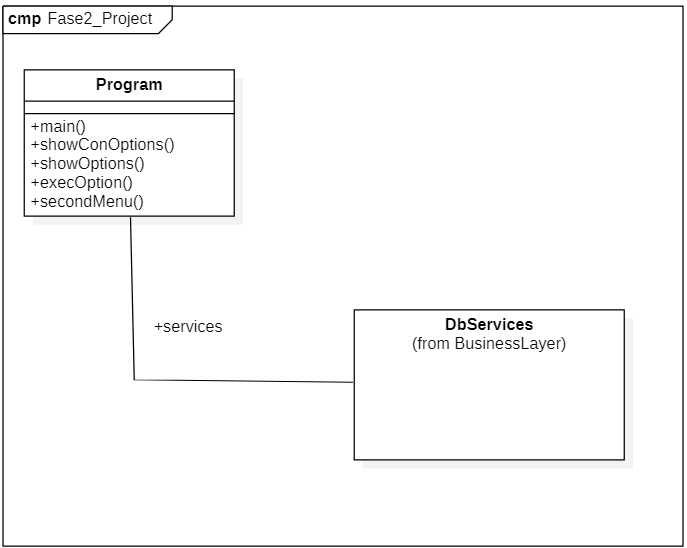 cmp Fase2_Project
Program
+main()
+showConOptions()
+showOptions()
+execOption()
+secondMenu()
+services
DbServices
(from BusinessLayer)